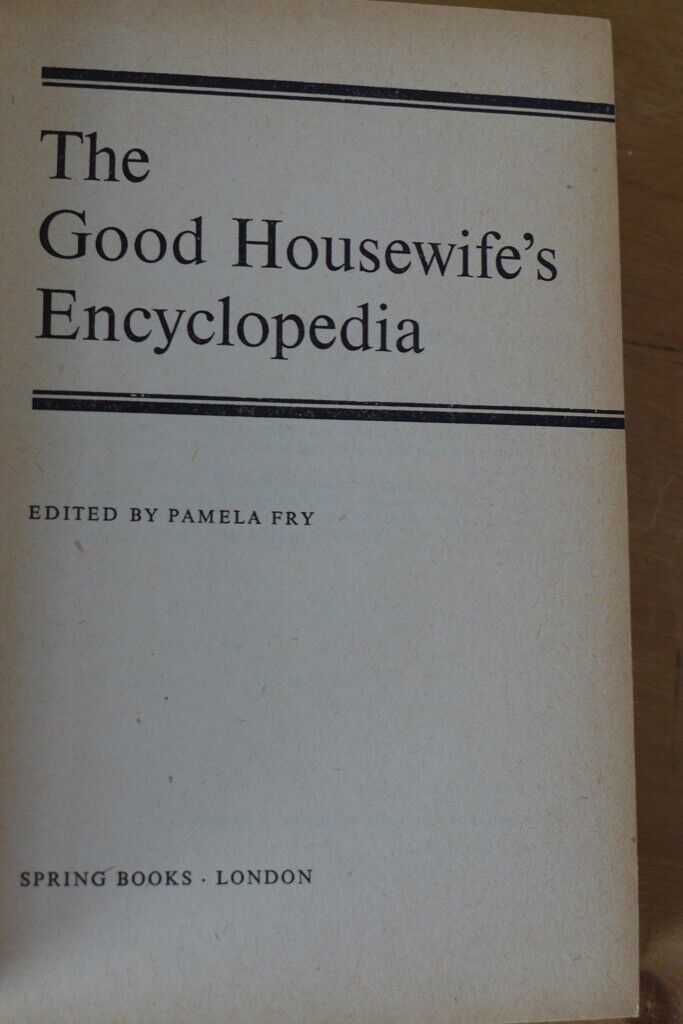 The
Good Housewife's
Encyclopedia
EDITED BY PAMELA FRY
SPRING BOOKS · LONDON